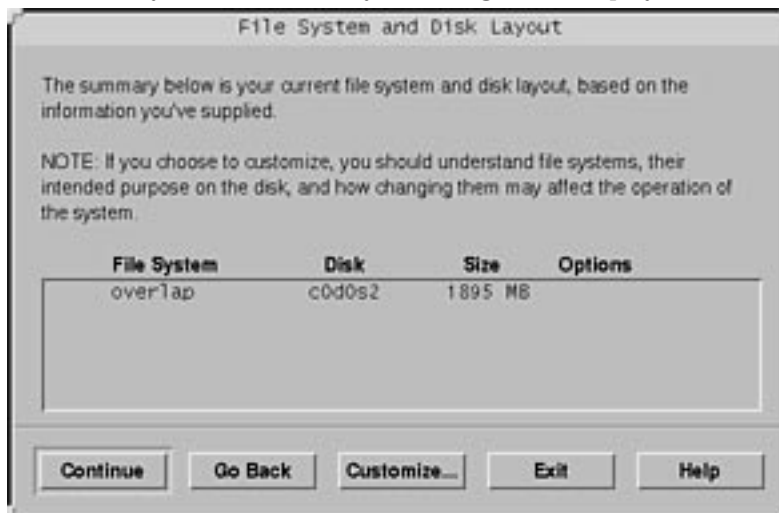 File System and Disk Layout
The summary below is your current file system and disk layout, based on the
information you've supplied.
NOTE: If you choose to customize, you should understand file systems, their
intended purpose on the disk, and how changing them may affect the operation of
the system.
File System Disk Size Options
overlap c0d0s2 1895 MB
Continue Go Back Customize... Exit Help